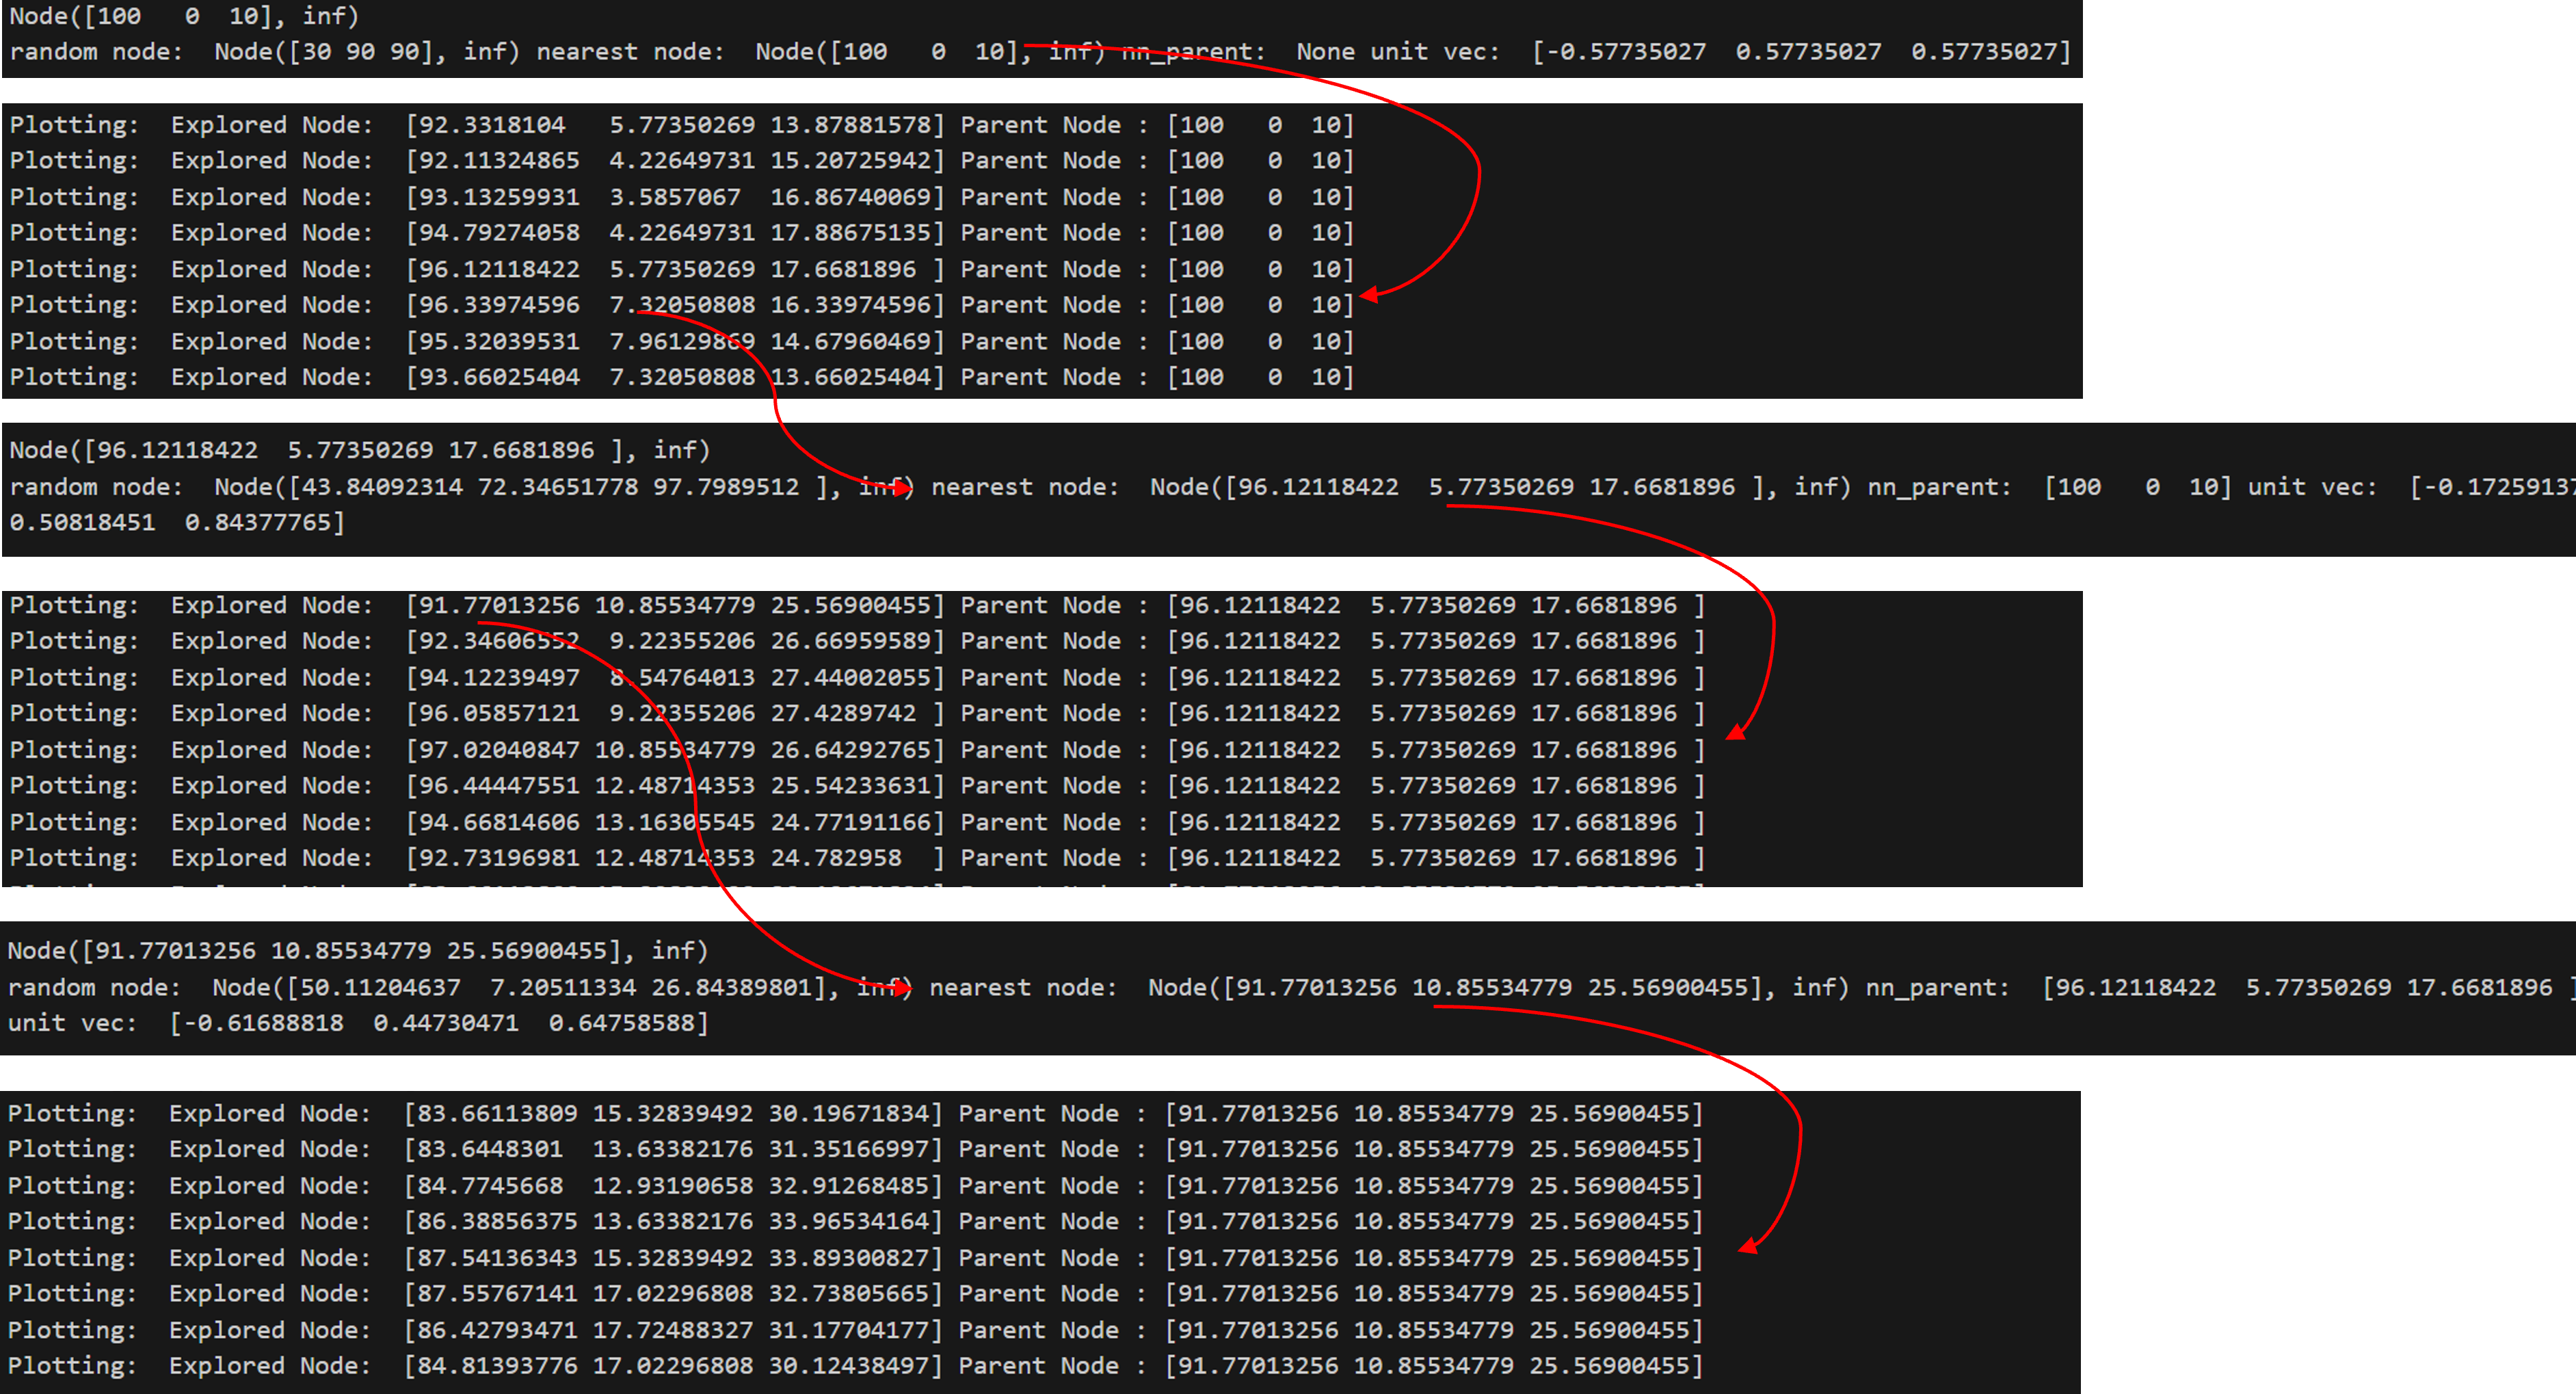 Node([100   0  10], inf)
random node:  Node([30 90 90], inf) nearest node:  Node([100   0  10], inf) nn_parent:  None unit vec:  [-0.57735027  0.57735027  0.57735027]
Plotting:  Explored Node:  [92.3318104   5.77350269 13.87881578] Parent Node : [100   0  10]
Plotting:  Explored Node:  [92.11324865  4.22649731 15.20725942] Parent Node : [100   0  10]
Plotting:  Explored Node:  [93.13259931  3.5857067  16.86740069] Parent Node : [100   0  10]
Plotting:  Explored Node:  [94.79274058  4.22649731 17.88675135] Parent Node : [100   0  10]
Plotting:  Explored Node:  [96.12118422  5.77350269 17.6681896 ] Parent Node : [100   0  10]
Plotting:  Explored Node:  [96.33974596  7.32050808 16.33974596] Parent Node : [100   0  10]
Plotting:  Explored Node:  [95.32039531  7.96129869 14.67960469] Parent Node : [100   0  10]
Plotting:  Explored Node:  [93.66025404  7.32050808 13.66025404] Parent Node : [100   0  10]
Node([96.12118422  5.77350269 17.6681896 ], inf)
random node:  Node([43.84092314 72.34651778 97.7989512 ], inf) nearest node:  Node([96.12118422  5.77350269 17.6681896 ], inf) nn_parent:  [100   0  10] unit vec:  [-0.17259137
0.50818451  0.84377765]
Plotting:  Explored Node:  [91.77013256 10.85534779 25.56900455] Parent Node : [96.12118422  5.77350269 17.6681896 ]
Plotting:  Explored Node:  [92.34606552  9.22355206 26.66959589] Parent Node : [96.12118422  5.77350269 17.6681896 ]
Plotting:  Explored Node:  [94.12239497  8.54764013 27.44002055] Parent Node : [96.12118422  5.77350269 17.6681896 ]
Plotting:  Explored Node:  [96.05857121  9.22355206 27.4289742 ] Parent Node : [96.12118422  5.77350269 17.6681896 ]
Plotting:  Explored Node:  [97.02040847 10.85534779 26.64292765] Parent Node : [96.12118422  5.77350269 17.6681896 ]
Plotting:  Explored Node:  [96.44447551 12.48714353 25.54233631] Parent Node : [96.12118422  5.77350269 17.6681896 ]
Plotting:  Explored Node:  [94.66814606 13.16305545 24.77191166] Parent Node : [96.12118422  5.77350269 17.6681896 ]
Plotting:  Explored Node:  [92.73196981 12.48714353 24.782958  ] Parent Node : [96.12118422  5.77350269 17.6681896 ]
Node([91.77013256 10.85534779 25.56900455], inf)
random node:  Node([50.11204637  7.20511334 26.84389801], inf) nearest node:  Node([91.77013256 10.85534779 25.56900455], inf) nn_parent:  [96.12118422  5.77350269 17.6681896 ]
unit vec:  [-0.61688818  0.44730471  0.64758588]
Plotting:  Explored Node:  [83.66113809 15.32839492 30.19671834] Parent Node : [91.77013256 10.85534779 25.56900455]
Plotting:  Explored Node:  [83.6448301  13.63382176 31.35166997] Parent Node : [91.77013256 10.85534779 25.56900455]
Plotting:  Explored Node:  [84.7745668  12.93190658 32.91268485] Parent Node : [91.77013256 10.85534779 25.56900455]
Plotting:  Explored Node:  [86.38856375 13.63382176 33.96534164] Parent Node : [91.77013256 10.85534779 25.56900455]
Plotting:  Explored Node:  [87.54136343 15.32839492 33.89300827] Parent Node : [91.77013256 10.85534779 25.56900455]
Plotting:  Explored Node:  [87.55767141 17.02296808 32.73805665] Parent Node : [91.77013256 10.85534779 25.56900455]
Plotting:  Explored Node:  [86.42793471 17.72488327 31.17704177] Parent Node : [91.77013256 10.85534779 25.56900455]
Plotting:  Explored Node:  [84.81393776 17.02296808 30.12438497] Parent Node : [91.77013256 10.85534779 25.56900455]